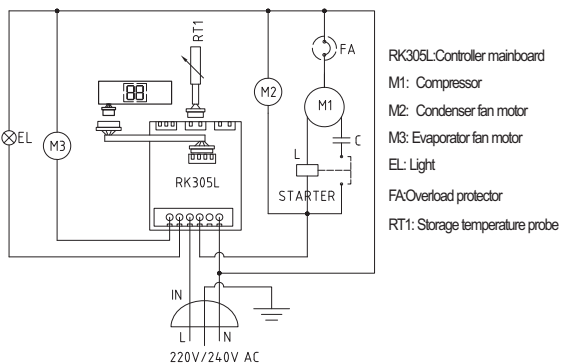 RT1
FA
88
M2
M1
EL
M3
C
L
RK305L
STARTER
IN
L
N
220V/240V AC
RK305L:Controller mainboard
M1: Compressor
M2: Condenser fan motor
M3: Evaporator fan motor
EL: Light
FA:Overload protector
RT1: Storage temperature probe